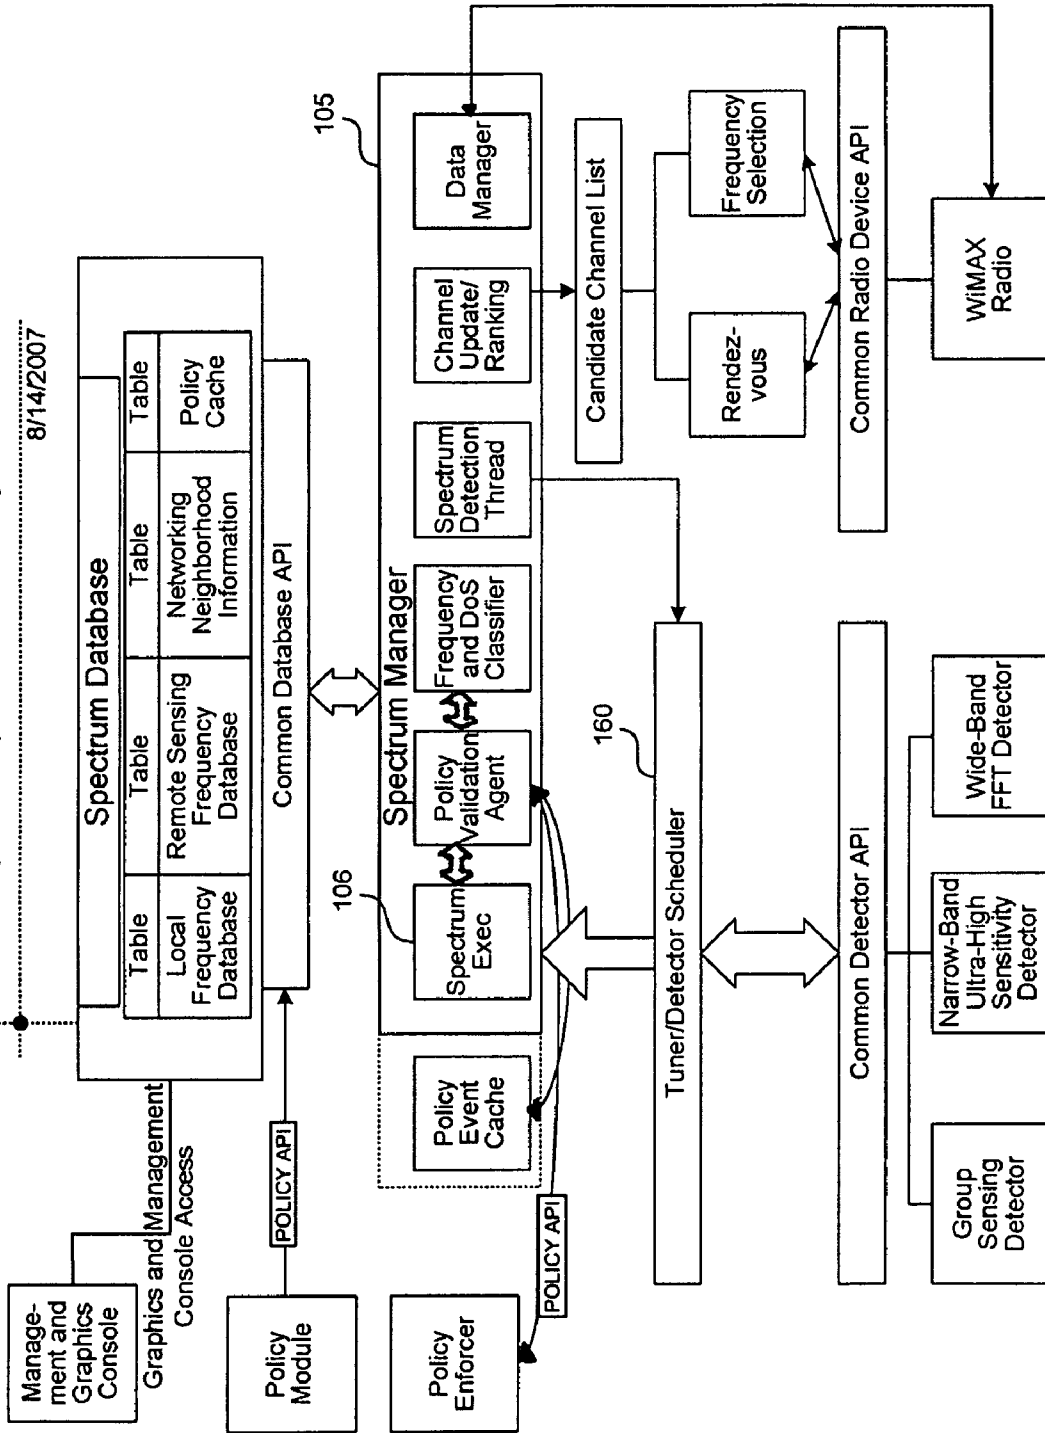 8/14/2007
Manage-
ment and
Graphics
Console
Graphics and Management
Console Access
Spectrum Database
Table
Table
Table
Table
Local
Frequency
Database
Remote Sensing
Frequency
Database
Networking
Neighborhood
Information
Policy
Cache
Common Database API
Policy
Module
POLICY API
105
Spectrum Manager
Policy
Event
Cache
106
Spectrum
Exec
Policy
Validation
Agent
Frequency
and DoS
Classifier
Spectrum
Detection
Thread
Channel
Update/
Ranking
Data
Manager
Policy
Enforcer
POLICY API
Candidate Channel List
160
Tuner/Detector Scheduler
Rendez-
vous
Frequency
Selection
Common Detector API
Common Radio Device API
Group
Sensing
Detector
Narrow-Band
Ultra-High
Sensitivity
Detector
Wide-Band
FFT Detector
WiMAX
Radio